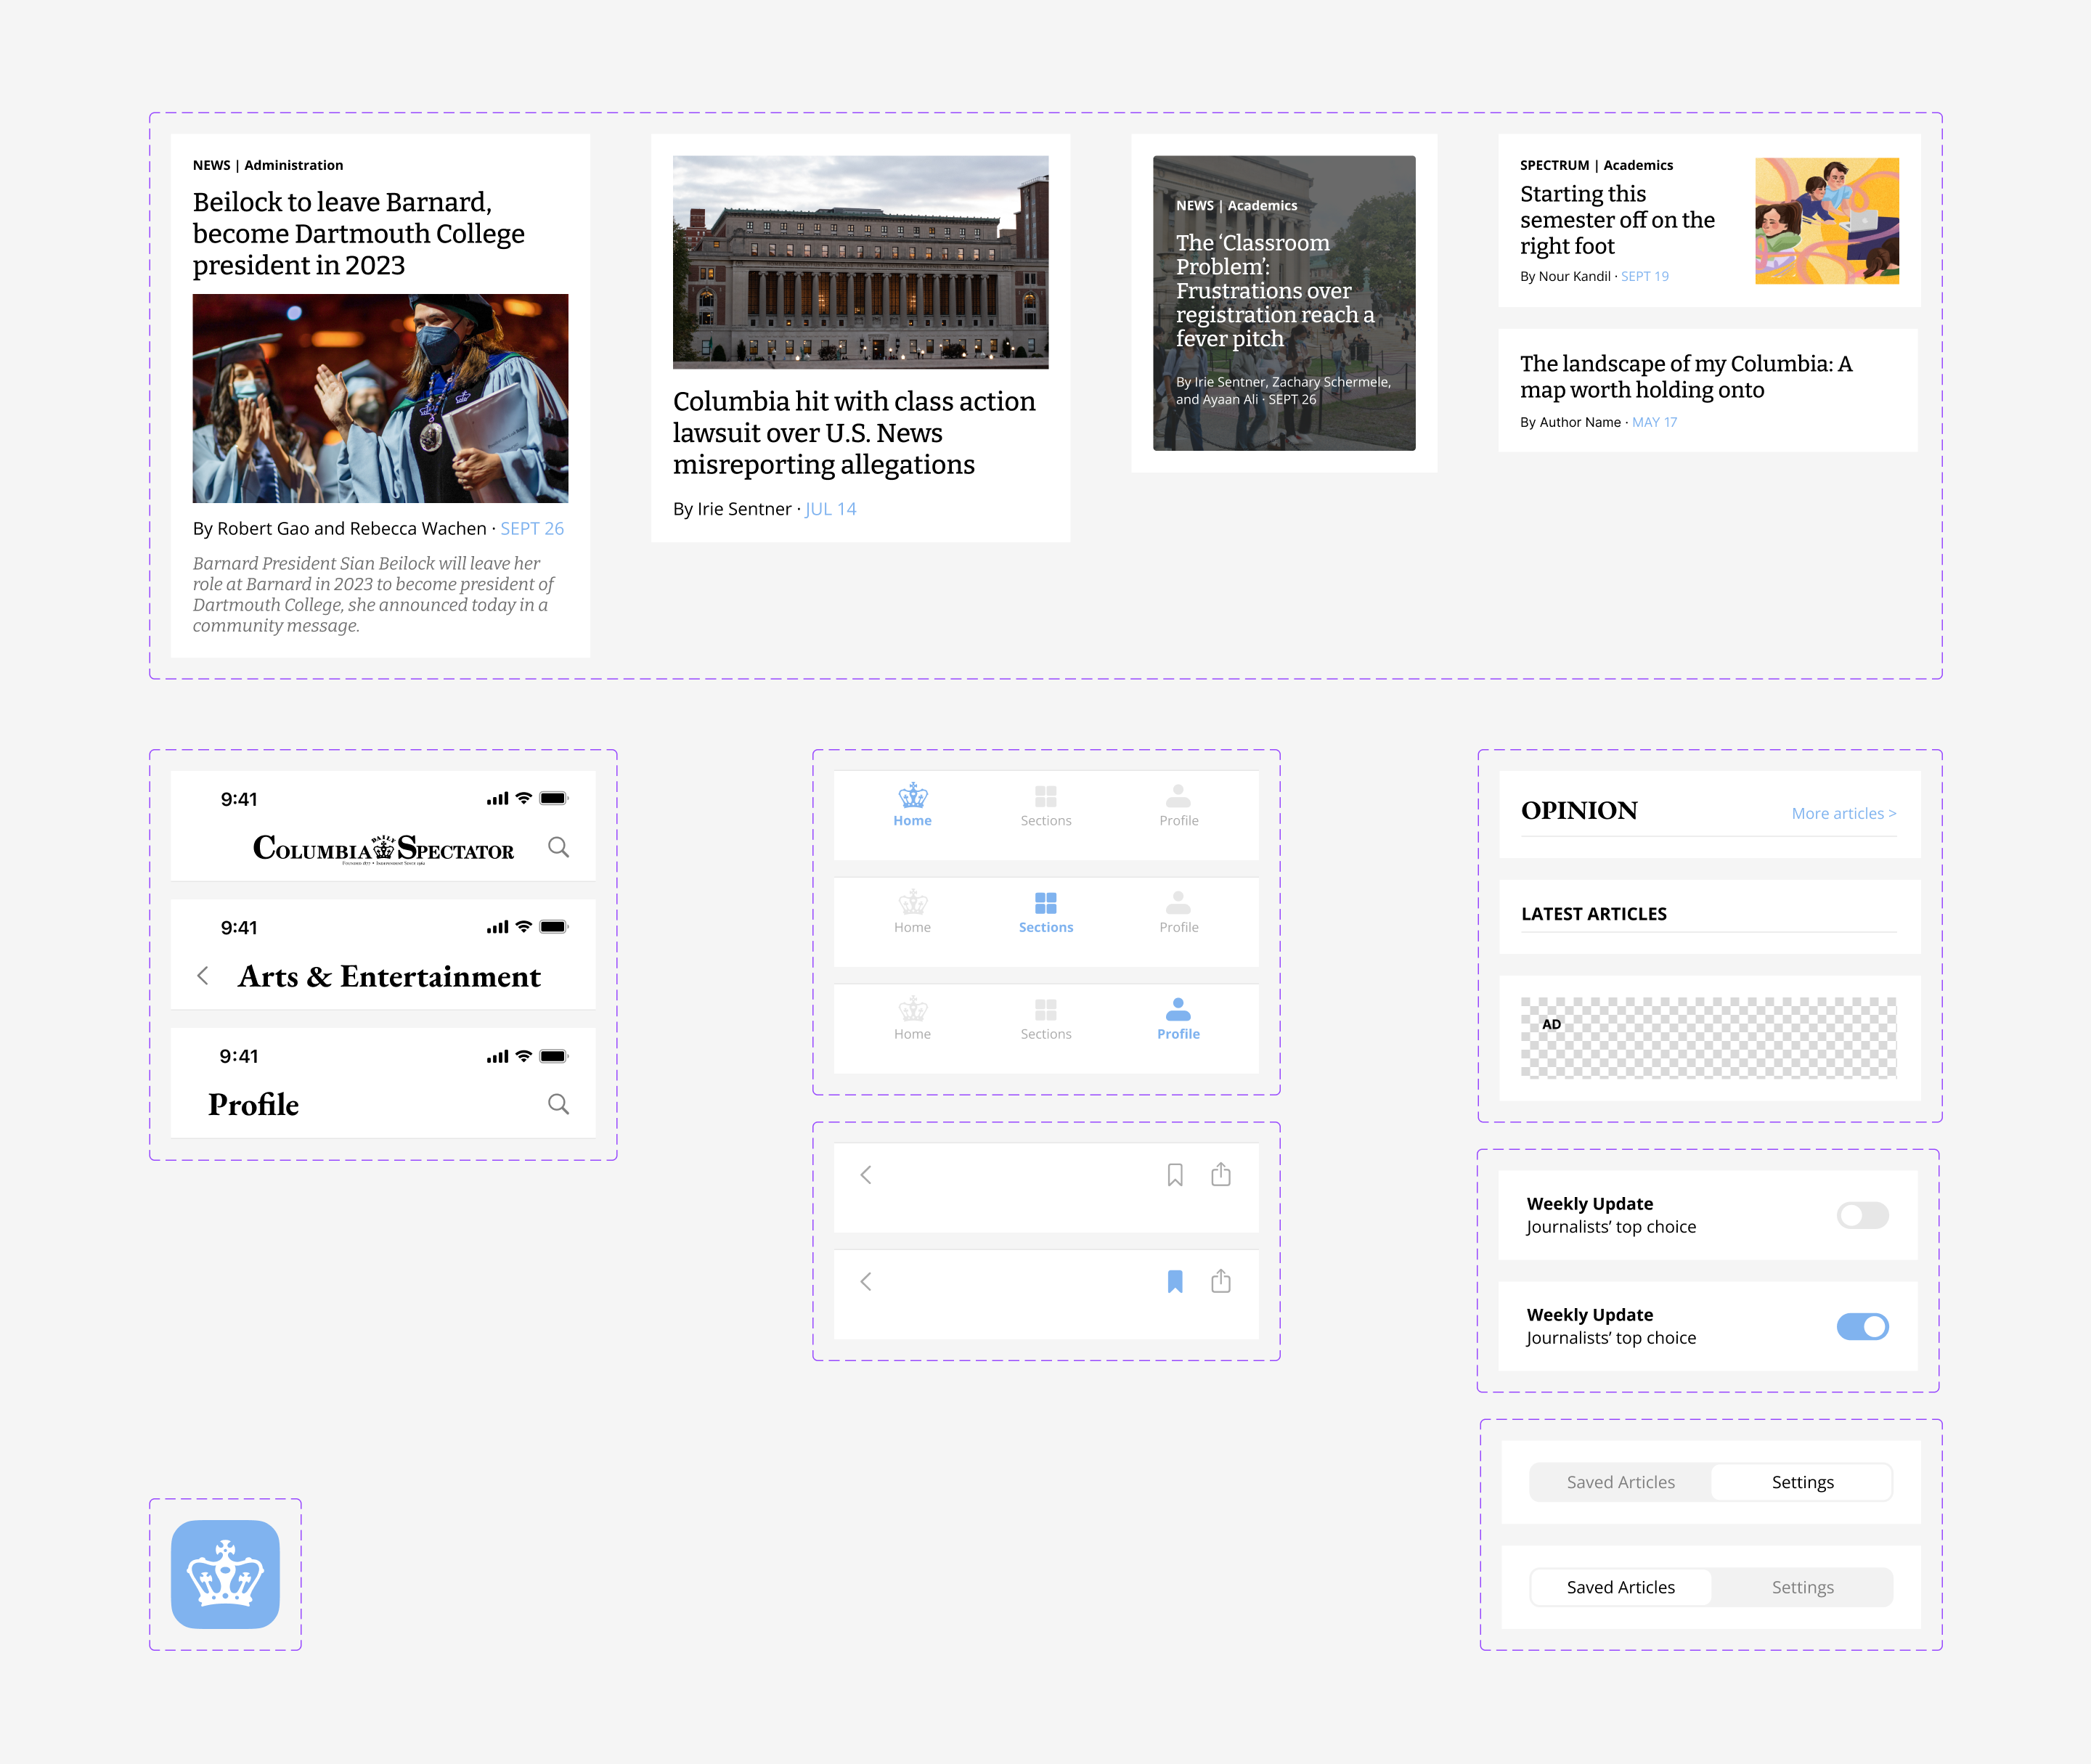 NEWS | Administration
Beilock to leave Barnard,
become Dartmouth College
president in 2023
By Robert Gao and Rebecca Wachen · SEPT 26
Barnard President Sian Beilock will leave her
role at Barnard in 2023 to become president of
Dartmouth College, she announced today in a
community message.
Columbia hit with class action
lawsuit over U.S. News
misreporting allegations
By Irie Sentner · JUL 14
NEWS | Academics
The ‘Classroom
Problem’:
Frustrations over
registration reach a
fever pitch
By Irie Sentner, Zachary Schermele,
and Ayaan Ali · SEPT 26
SPECTRUM | Academics
Starting this
semester off on the
right foot
By Nour Kandil · SEPT 19
The landscape of my Columbia: A
map worth holding onto
By Author Name · MAY 17
9:41
COLUMBIA DAILY SPECTATOR
FOUNDED 1877 • INDEPENDENT SINCE 1962
9:41
Arts & Entertainment
9:41
Profile
Home Sections Profile
Home Sections Profile
Home Sections Profile
OPINION More articles >
LATEST ARTICLES
AD
Weekly Update
Journalists’ top choice
Weekly Update
Journalists’ top choice
Saved Articles Settings
Saved Articles Settings